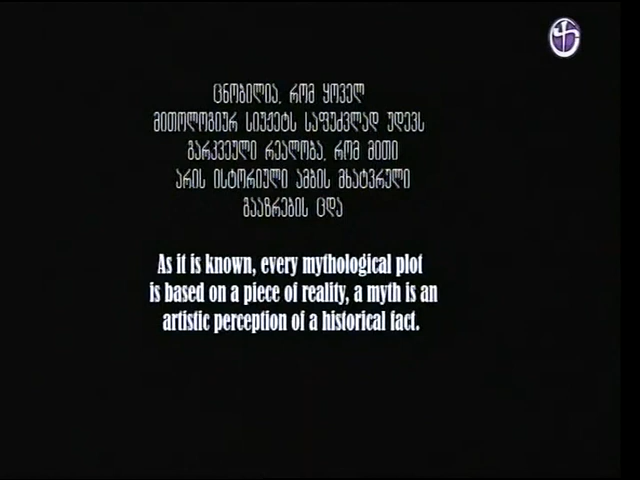 ცნობილია, რომ ყოველ
მითოლოგიურ სიუჟეტს საფუძვლად უდევს
გარკვეული რეალობა, რომ მითი
არის ისტორიული ამბის მხატვრული
გააზრების ცდა
As it is known, every mythological plot
is based on a piece of reality, a myth is an
artistic perception of a historical fact.